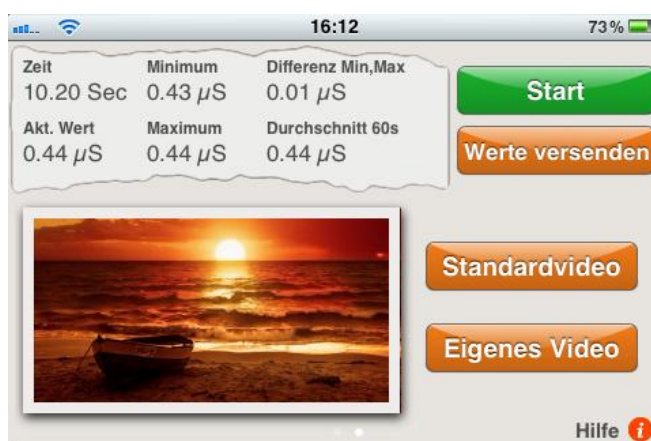 16:12
73%
Zeit Minimum Differenz Min,Max
10.20 Sec 0.43 µS 0.01 µS
Akt. Wert Maximum Durchschnitt 60s
0.44 µS 0.44 µS 0.44 µS
Start
Werte versenden
Standardvideo
Eigenes Video
Hilfe i